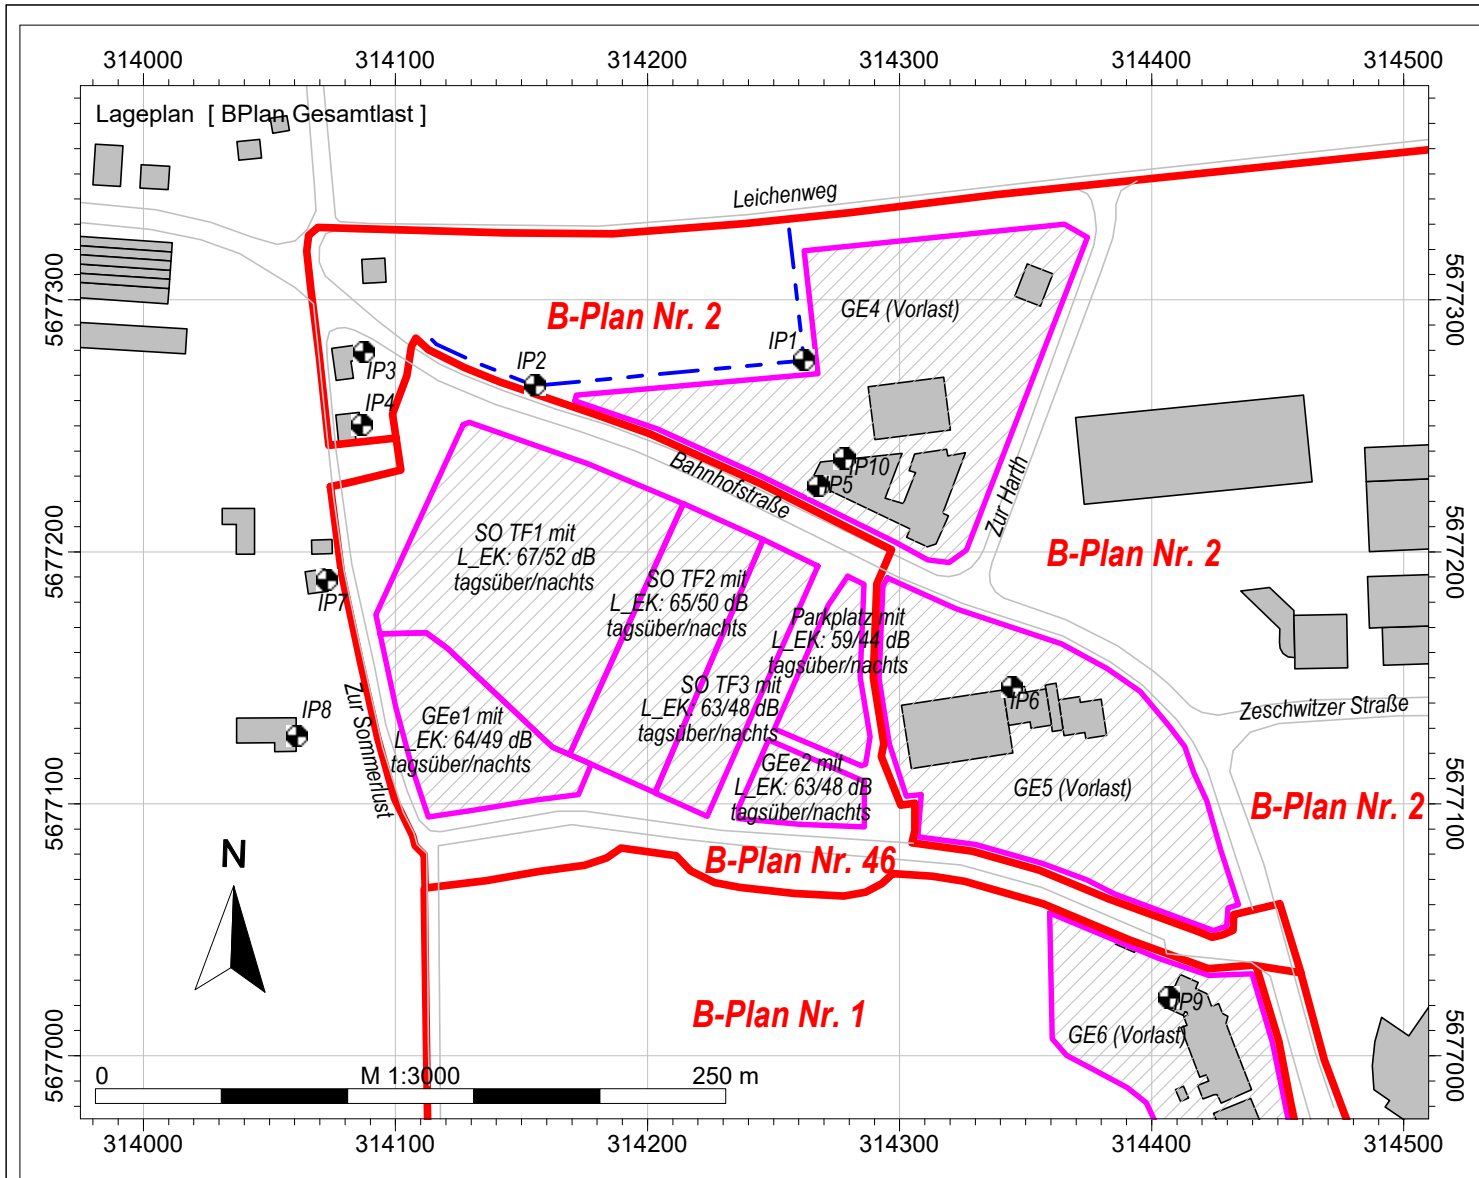 314000 314100 314200 314300 314400 314500
Lageplan [ BPlan Gesamtlast ]
Leichenweg
5677300
5677300
B-Plan Nr. 2
GE4 (Vorlast)
IP1
IP2
IP3
IP4
Bahnhofstraße
IP10
IP5
Zur Harth
5677200
5677200
B-Plan Nr. 2
SO TF1 mit
L_EK: 67/52 dB
tagsüber/nachts
SO TF2 mit
L_EK: 65/50 dB
tagsüber/nachts
IP7
Parkplatz mit
L_EK: 59/44 dB
tagsüber/nachts
SO TF3 mit
L_EK: 63/48 dB
tagsüber/nachts
IP6
Zeschwitzer Straße
IP8
Zur Sommerlust
GEe1 mit
L_EK: 64/49 dB
tagsüber/nachts
GEe2 mit
L_EK: 63/48 dB
tagsüber/nachts
GE5 (Vorlast)
5677100
5677100
B-Plan Nr. 2
B-Plan Nr. 46
N
IP9
B-Plan Nr. 1
GE6 (Vorlast)
5677000
5677000
0 M 1:3000 250 m
314000 314100 314200 314300 314400 314500